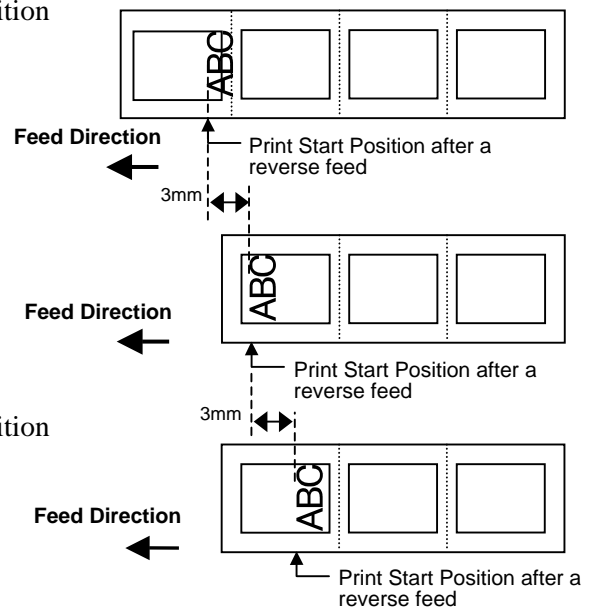 ition
ABC
Feed Direction
Print Start Position after a
reverse feed
3mm
ABC
Feed Direction
Print Start Position after a
reverse feed
3mm
ition
ABC
Feed Direction
Print Start Position after a
reverse feed